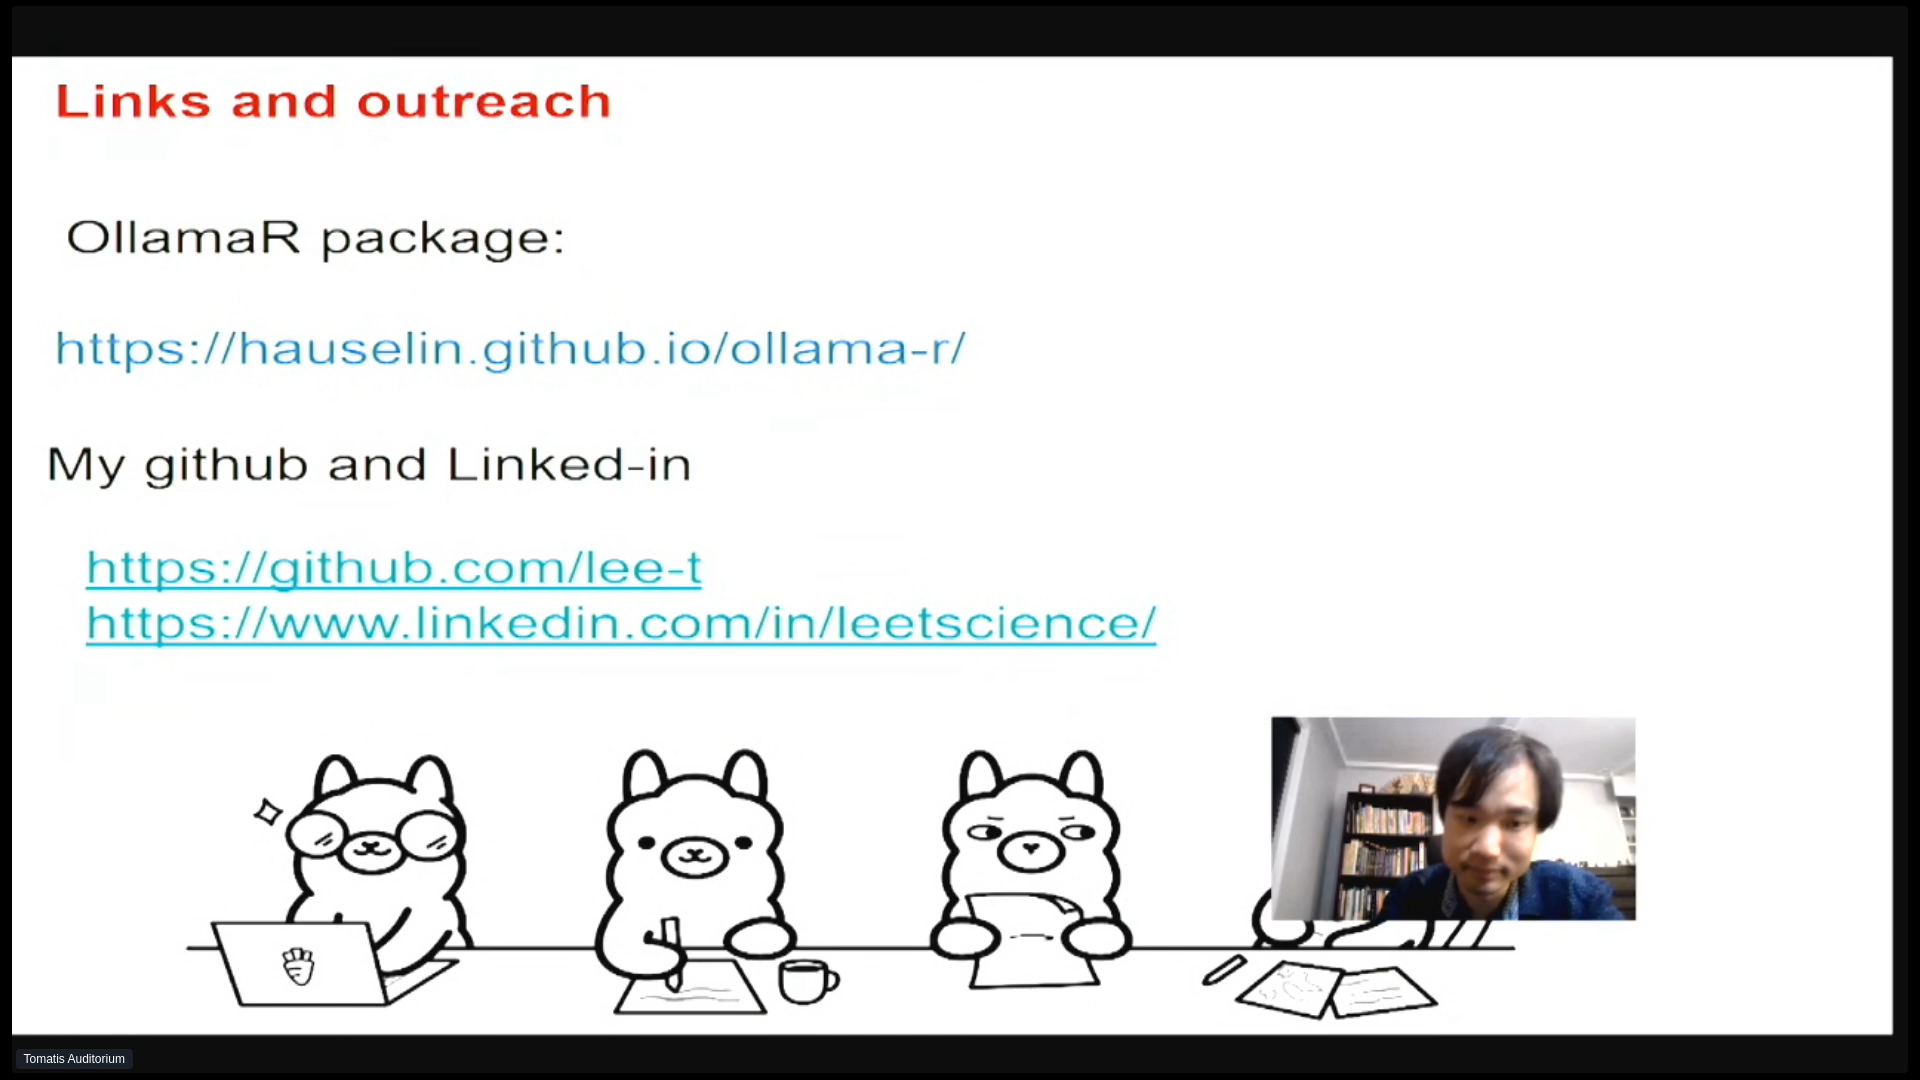 Links and outreach
OllamaR package:
https://hauselin.github.io/ollama-r/
My github and Linked-in
https://github.com/lee-t
https://www.linkedin.com/in/leetscience/
Tomatis Auditorium